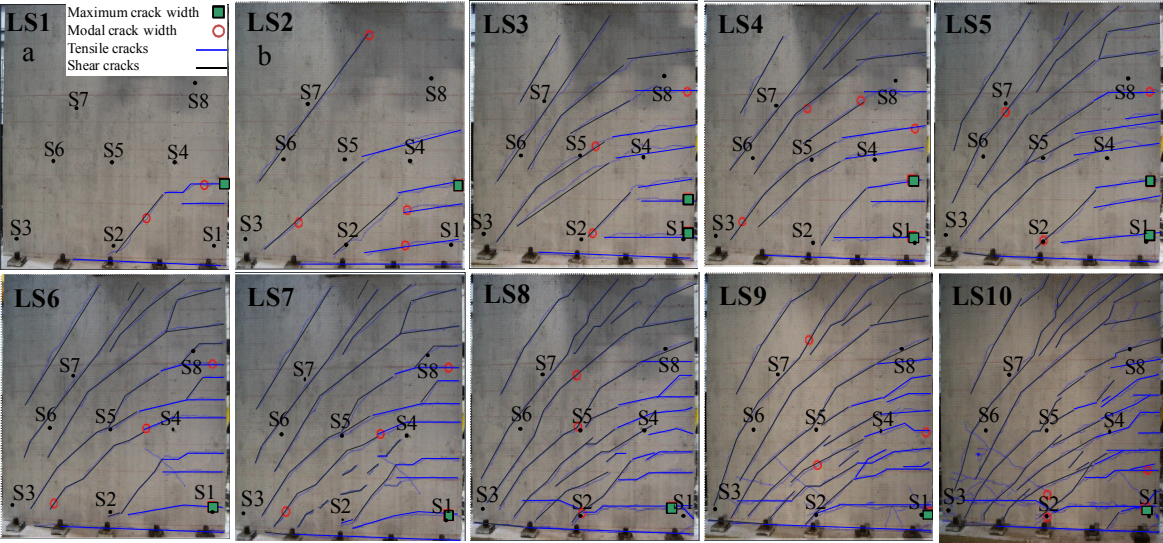 LS1
a
Maximum crack width
Modal crack width
Tensile cracks
Shear cracks
S7
S8
S6
S5
S4
S3
S2
S1
LS2
b
S7
S8
S6
S5
S4
S3
S2
S1
LS3
S7
S8
S6
S5
S4
S3
S2
S1
LS4
S7
S8
S6
S5
S4
S3
S2
S1
LS5
S7
S8
S6
S5
S4
S3
S2
S1
LS6
S7
S8
S6
S5
S4
S3
S2
S1
LS7
S7
S8
S6
S5
S4
S3
S2
S1
LS8
S7
S8
S6
S5
S4
S3
S2
S1
LS9
S7
S8
S6
S5
S4
S3
S2
S1
LS10
S7
S8
S6
S5
S4
S3
S2
S1